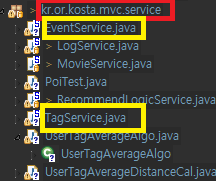 > kr.or.kosta.mvc.service
EventService.java
> LogService.java
> MovieService.java
PoiTest.java
> RecommendLogicService.java
TagService.java
UserTagAverageAlgo.java
UserTagAverageAlgo
UserTagAverageDistanceCal.java